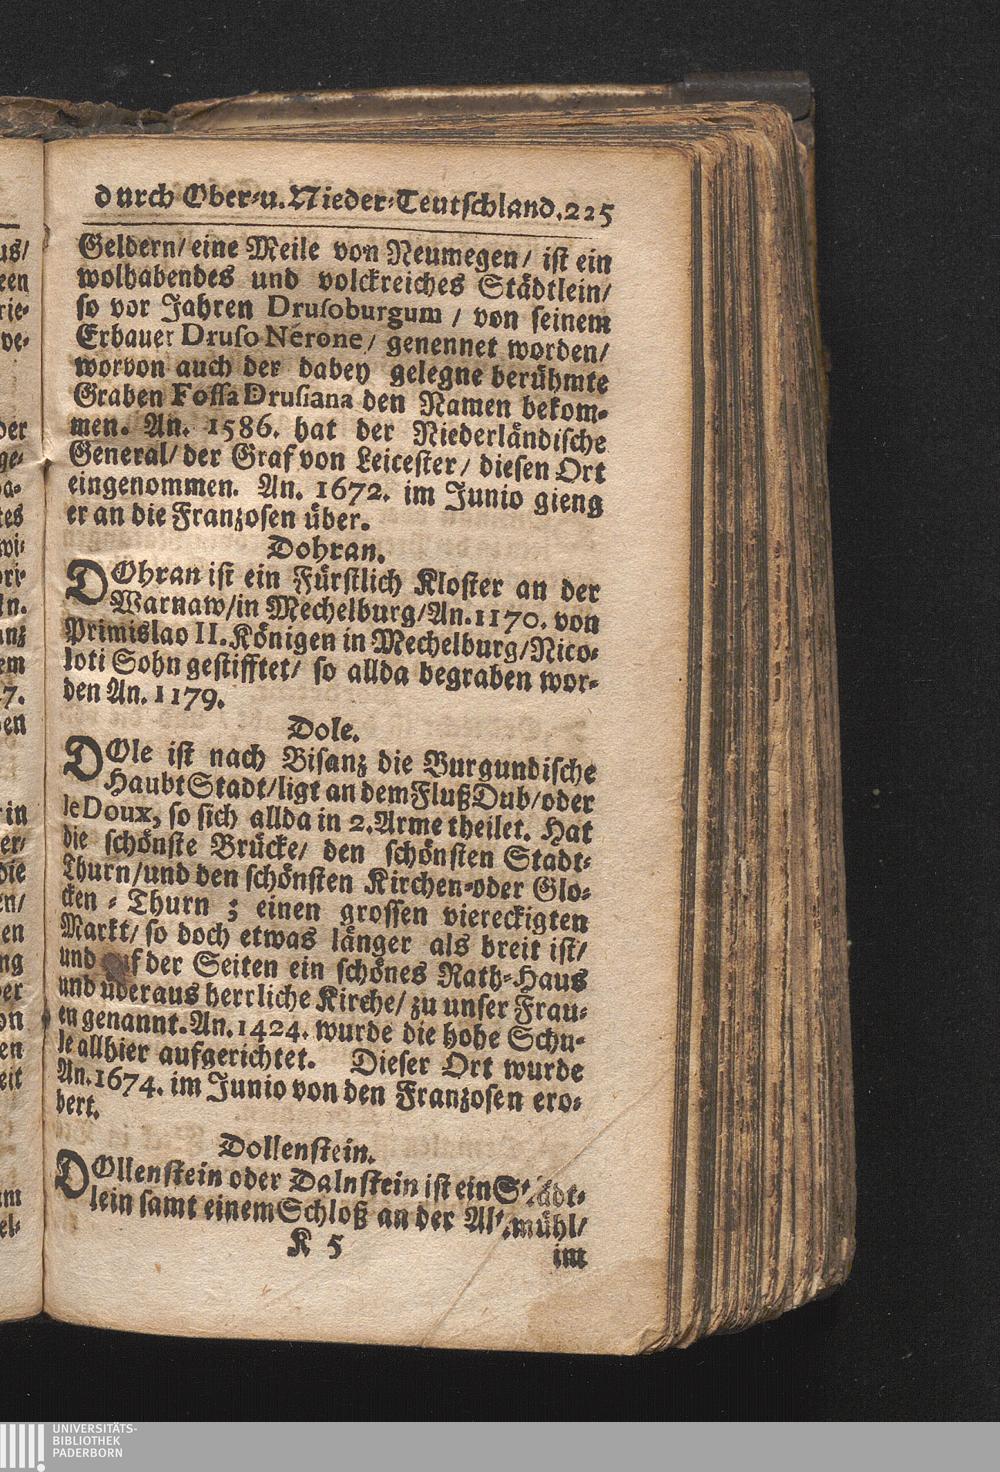 durch Ober-u. Nieder-Teutschland. 225
Geldern/ eine Meile von Neumegen/ ist ein
wolhabendes und volckreiches Städtlein/
so vor Jahren Drusoburgum / von seinem
Erbauer Druso Nerone/ genennet worden/
worvon auch der dabey gelegne berühmte
Graben Fossa Drusiana den Namen bekom-
men. An. 1586. hat der Niederländische
General/ der Graf von Leicester/ diesen Ort
eingenommen. An. 1672. im Junio gieng
er an die Franzosen über.
Dohran.
DOhran ist ein Fürstlich Kloster an der
Warnaw/in Mechelburg/An. 1170. von
Primislao II. Königen in Mechelburg/Nico-
loti Sohn gestifftet/ so allda begraben wor-
den An. 1179.
Dole.
DOle ist nach Bisanz die Burgundische
Haubt Stadt/ligt an dem Fluß Dub/oder
le Doux, so sich allda in 2. Arme theilet. Hat
die schönste Brücke/ den schönsten Stadt-
Thurn/und den schönsten Kirchen-oder Glo-
cken-Thurn; einen grossen viereckigten
Markt/ so doch etwas länger als breit ist/
und f der Seiten ein schönes Rath-Haus
und überaus herrliche Kirche/ zu unser Frau-
en genannt. An. 1424. wurde die hohe Schu-
le allhier aufgerichtet. Dieser Ort wurde
An. 1674. im Junio von den Franzosen ero-
bert.
Dollenstein.
DOllenstein oder Dalnstein ist ein Städt-
lein samt einem Schloß an der Altmühl/
K 5 im
UNIVERSITÄTS-
BIBLIOTHEK
PADERBORN